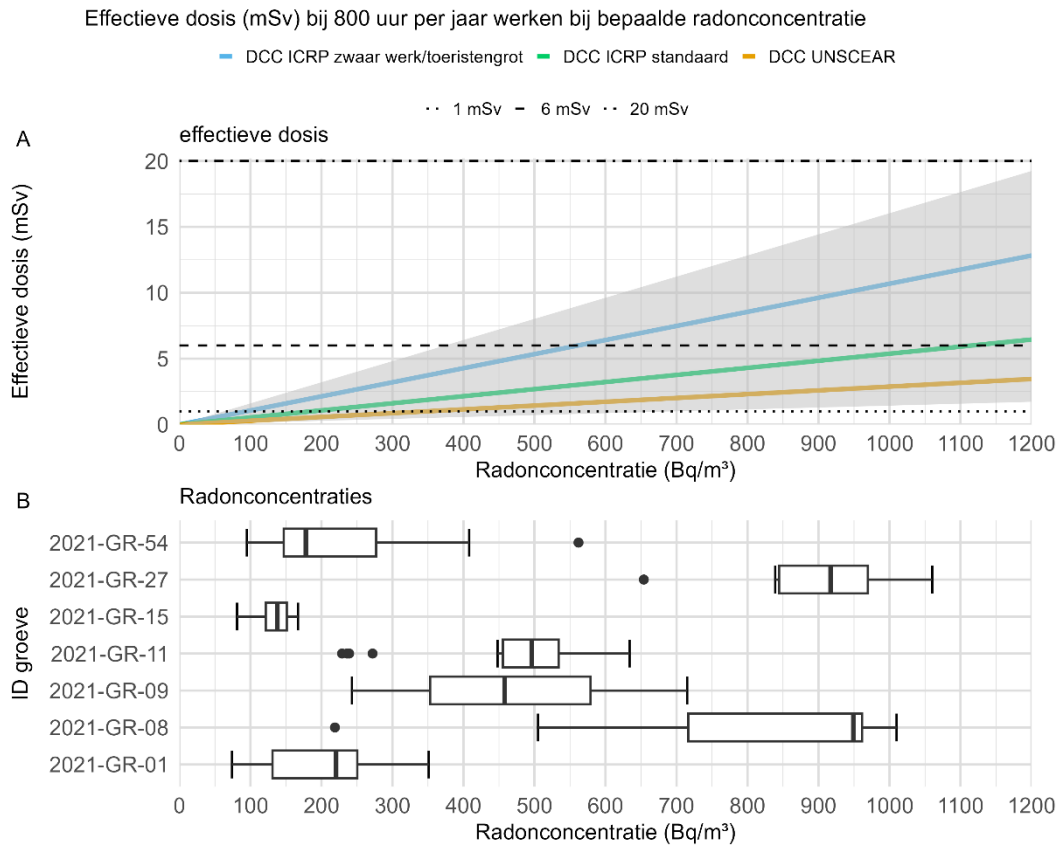 Effectieve dosis (mSv) bij 800 uur per jaar werken bij bepaalde radonconcentratie
DCC ICRP zwaar werk/toeristengrot DCC ICRP standaard DCC UNSCEAR
1 mSv 6 mSv 20 mSv
A
effectieve dosis
Effectieve dosis (mSv)
20
15
10
5
0
0 100 200 300 400 500 600 700 800 900 1000 1100 1200
Radonconcentratie (Bq/m³)
B
Radonconcentraties
ID groeve
2021-GR-54
2021-GR-27
2021-GR-15
2021-GR-11
2021-GR-09
2021-GR-08
2021-GR-01
0 100 200 300 400 500 600 700 800 900 1000 1100 1200
Radonconcentratie (Bq/m³)